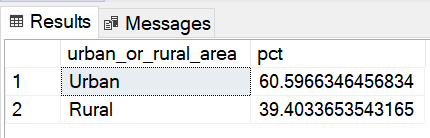 Results Messages
urban_or_rural_area pct
1 Urban 60.5966346456834
2 Rural 39.4033653543165